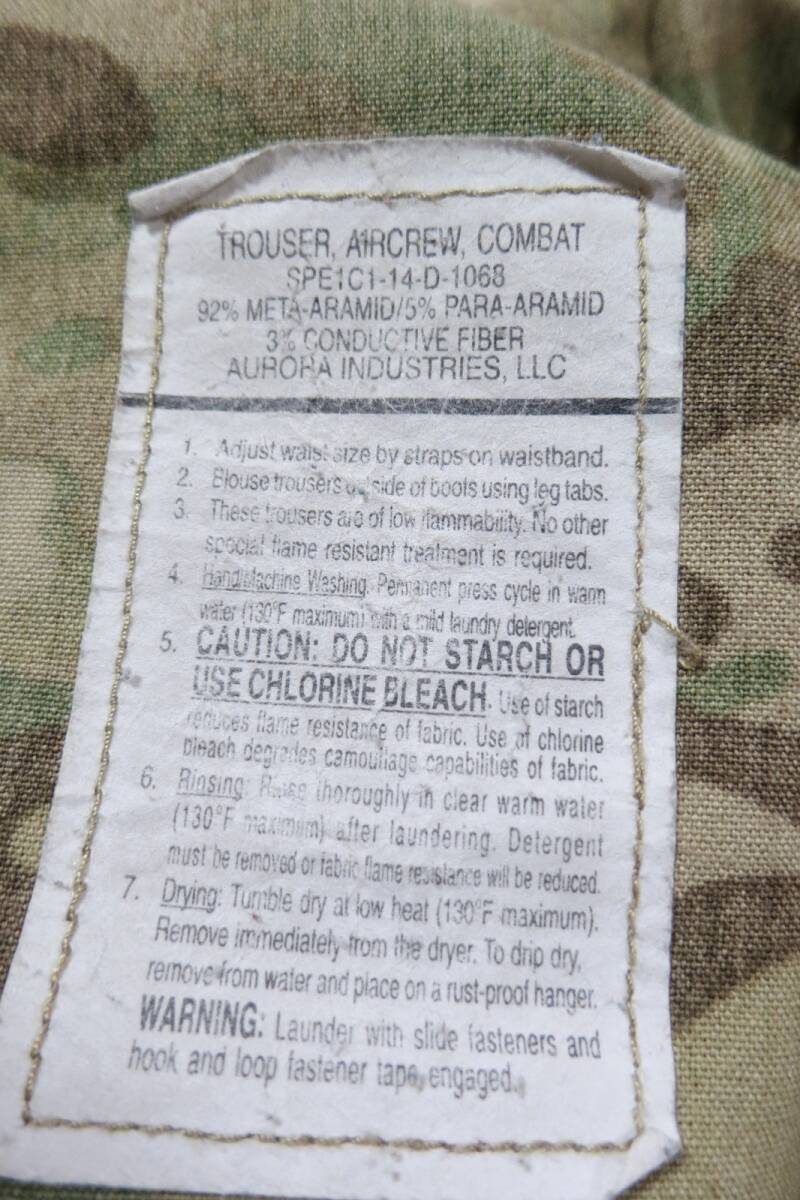 TROUSER, AIRCREW, COMBAT
SPE1C1-14-D-1068
92% META-ARAMID/5% PARA-ARAMID
3% CONDUCTIVE FIBER
AURORA INDUSTRIES, LLC
1. Adjust waist size by straps on waistband.
2. Blouse trousers outside of boots using leg tabs.
3. These trousers are of low flammability. No other
special flame resistant treatment is required.
4. Hand/Machine Washing. Permanent press cycle in warm
water (130°F maximum) with a mild laundry detergent.
5. CAUTION: DO NOT STARCH OR
USE CHLORINE BLEACH. Use of starch
reduces flame resistance of fabric. Use of chlorine
bleach degrades camouflage capabilities of fabric.
6. Rinsing: Rinse thoroughly in clear warm water
(130°F maximum) after laundering. Detergent
must be removed or fabric flame resistance will be reduced.
7. Drying: Tumble dry at low heat (130°F maximum).
Remove immediately from the dryer. To drip dry,
remove from water and place on a rust-proof hanger.
WARNING: Launder with slide fasteners and
hook and loop fastener tape, engaged.